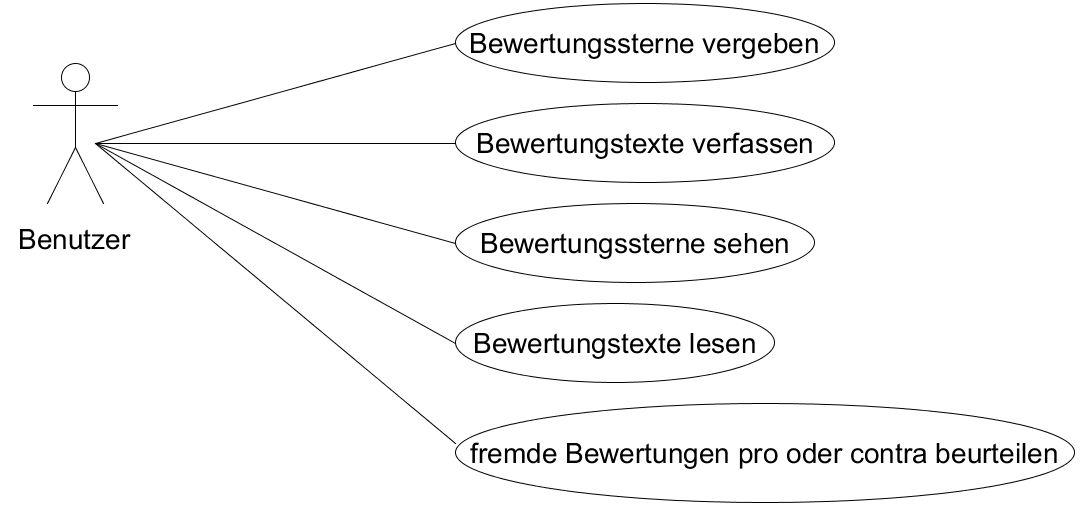 Bewertungssterne vergeben
Bewertungstexte verfassen
Benutzer
Bewertungssterne sehen
Bewertungstexte lesen
fremde Bewertungen pro oder contra beurteilen